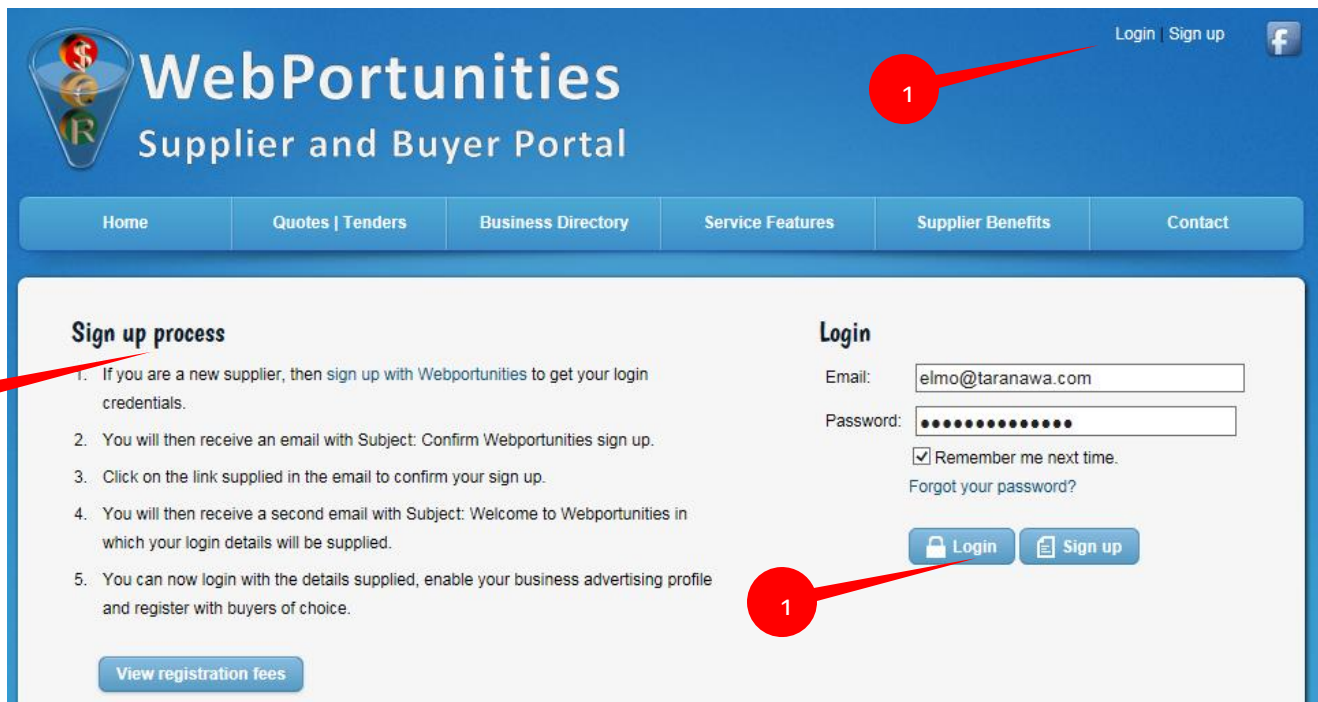 Login | Sign up
f
$
€
R
WebPortunities
Supplier and Buyer Portal
1
Home
Quotes | Tenders
Business Directory
Service Features
Supplier Benefits
Contact
Sign up process
1. If you are a new supplier, then sign up with Webportunities to get your login
credentials.
2. You will then receive an email with Subject: Confirm Webportunities sign up.
3. Click on the link supplied in the email to confirm your sign up.
4. You will then receive a second email with Subject: Welcome to Webportunities in
which your login details will be supplied.
5. You can now login with the details supplied, enable your business advertising profile
and register with buyers of choice.
View registration fees
Login
Email: elmo@taranawa.com
Password: ●●●●●●●●●●●●●●
Remember me next time.
Forgot your password?
Login
Sign up
1